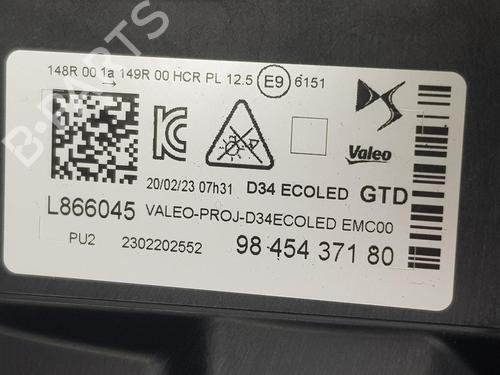 148R 00 1a 149R 00 HCR PL 12.5 E9 6151
Valeo
20/02/23 07h31 D34 ECOLED GTD
L866045 VALEO-PROJ-D34ECOLED EMC00
PU2 2302202552 98 454 371 80
B-PARTS